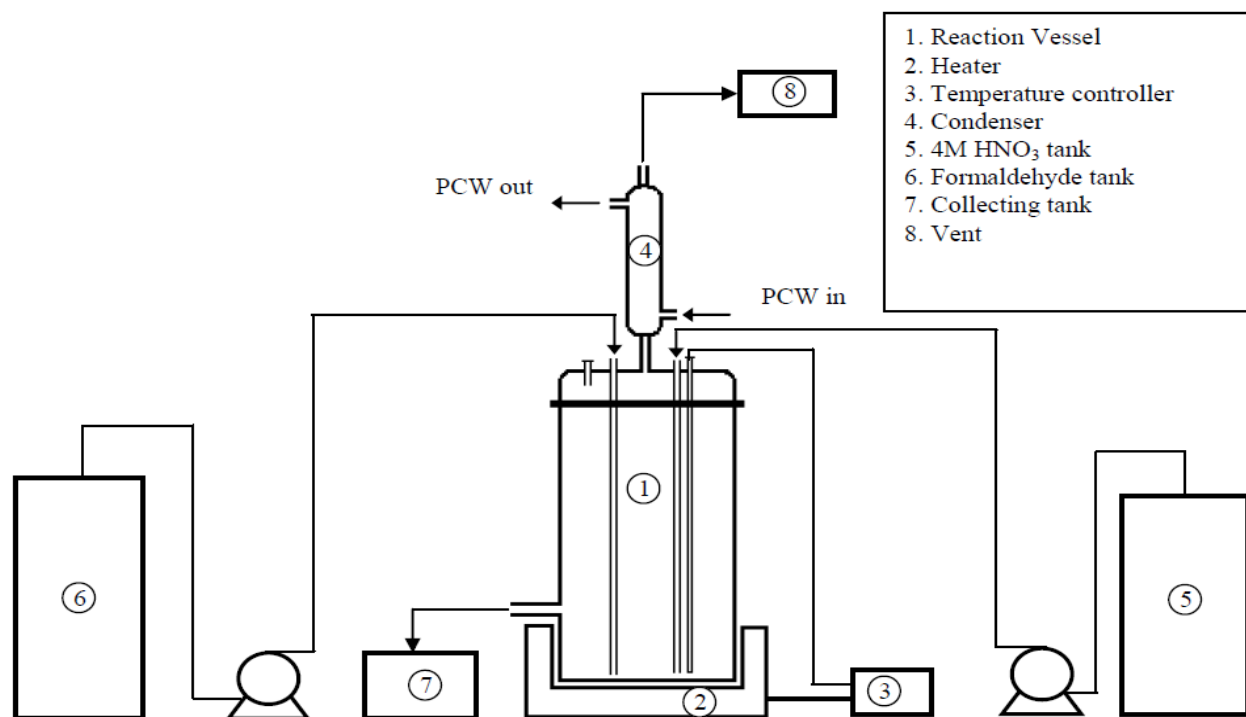 1. Reaction Vessel
2. Heater
3. Temperature controller
4. Condenser
5. 4M HNO₃ tank
6. Formaldehyde tank
7. Collecting tank
8. Vent
8
PCW out
4
PCW in
1
6
5
7
3
2